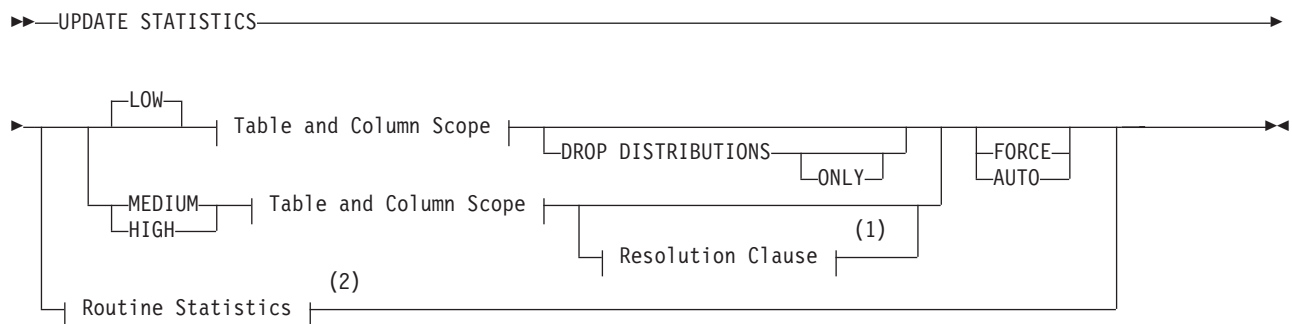 UPDATE STATISTICS
LOW
Table and Column Scope
DROP DISTRIBUTIONS
ONLY
FORCE
AUTO
MEDIUM
HIGH
Table and Column Scope
(1)
Resolution Clause
(2)
Routine Statistics